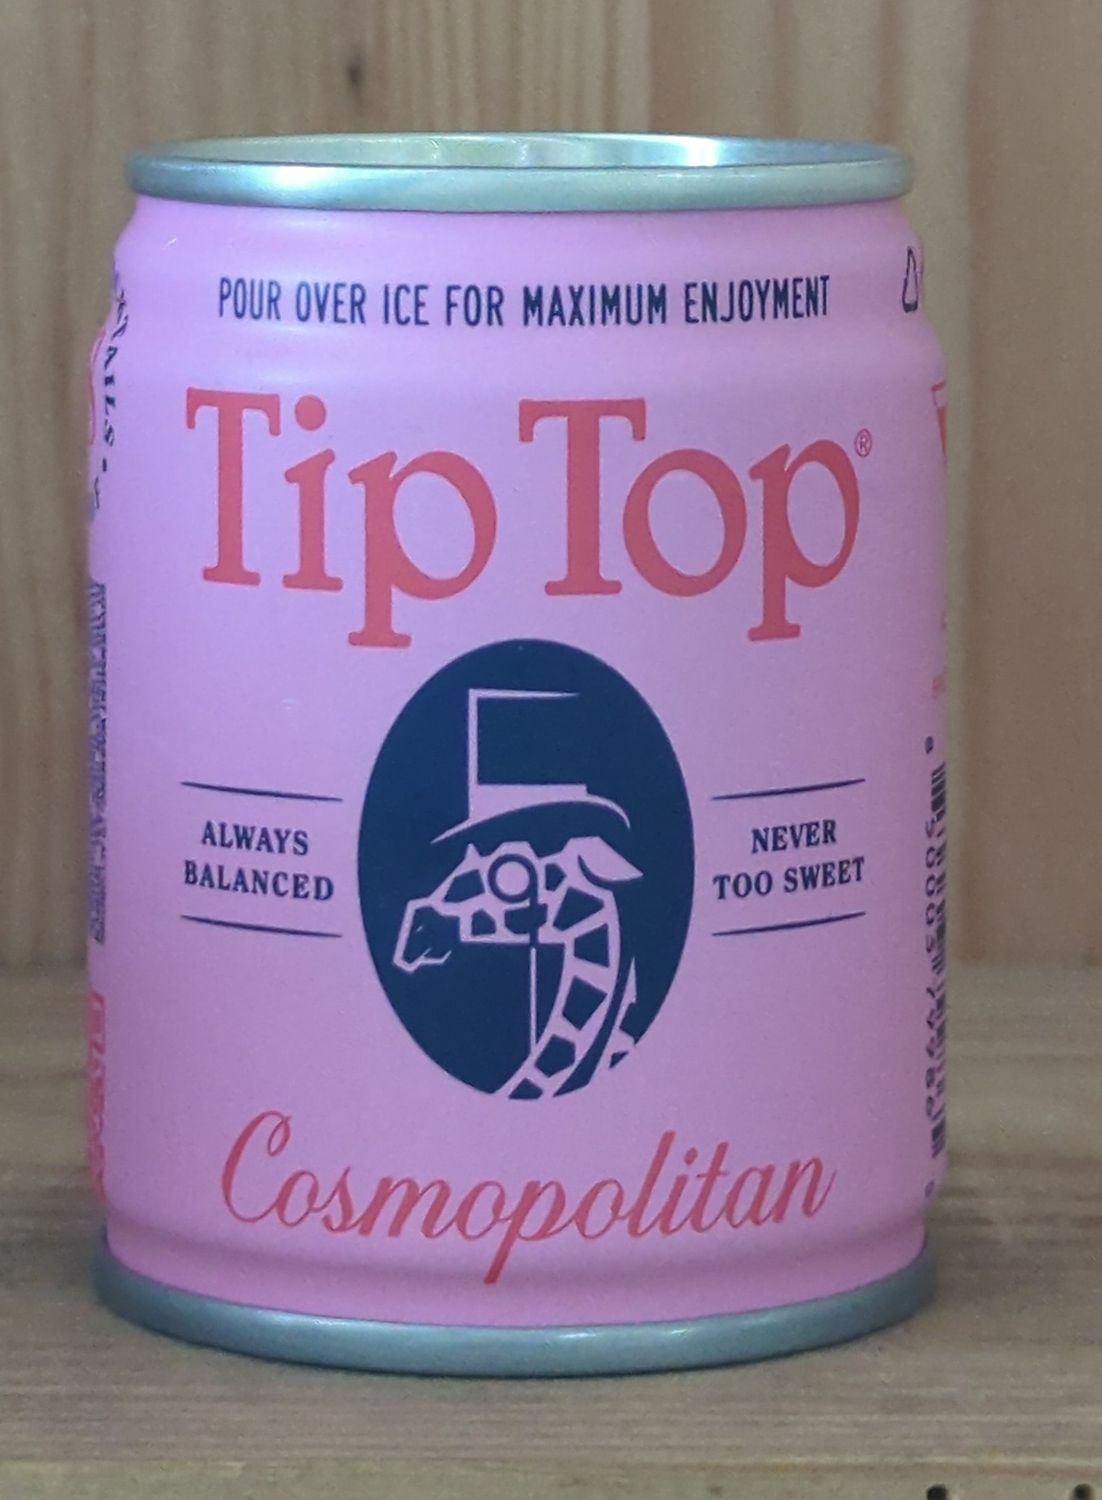 POUR OVER ICE FOR MAXIMUM ENJOYMENT
Tip Top®
ALWAYS
BALANCED
NEVER
TOO SWEET
Cosmopolitan